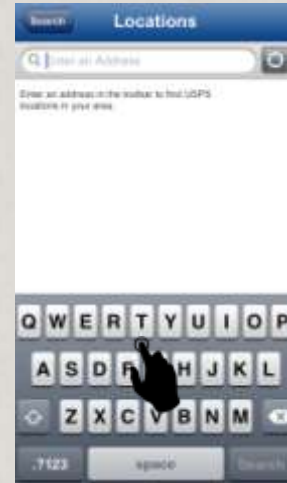 Search Locations
Enter an Address
Enter an address in the toolbar to find USPS
locations in your area.
Q W E R T Y U I O P
A S D F H J K L
Z X C V B N M
.?123 space Search